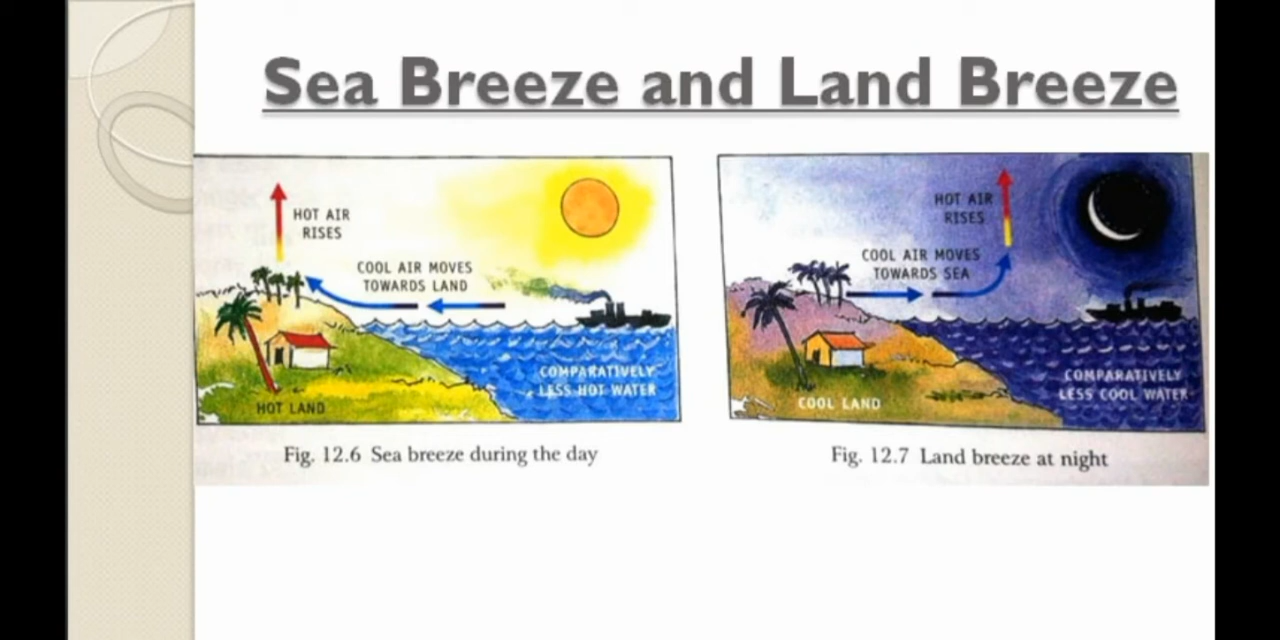 Sea Breeze and Land Breeze
HOT AIR
RISES
COOL AIR MOVES
TOWARDS LAND
COMPARATIVELY
LESS HOT WATER
HOT LAND
Fig. 12.6 Sea breeze during the day
HOT AIR
RISES
COOL AIR MOVES
TOWARDS SEA
COMPARATIVELY
LESS COOL WATER
COOL LAND
Fig. 12.7 Land breeze at night